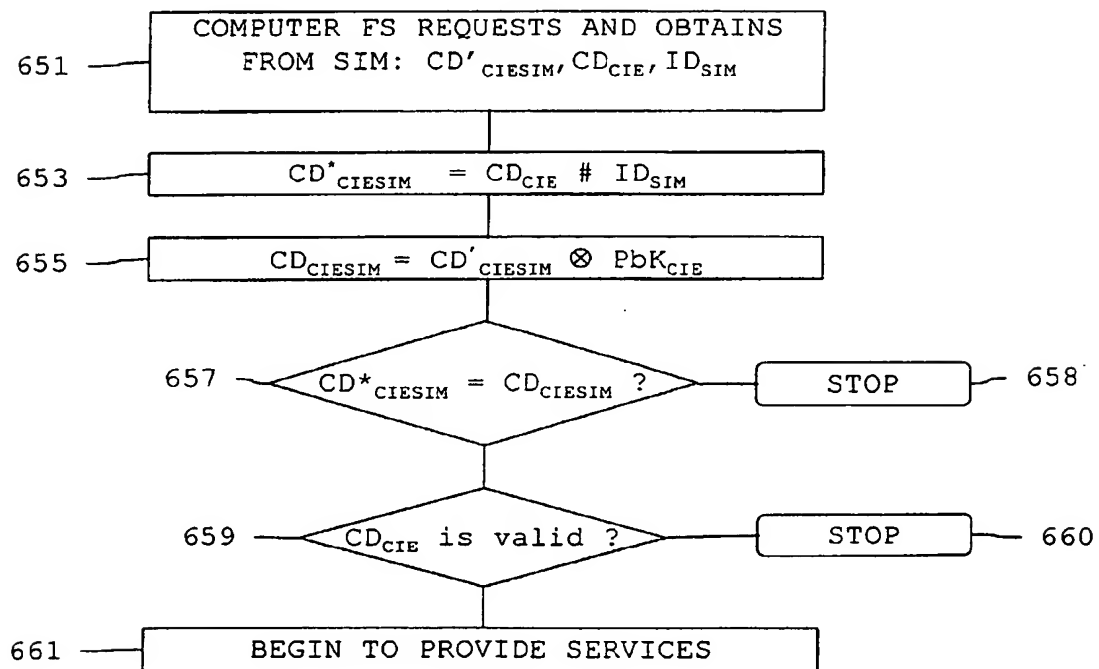 COMPUTER FS REQUESTS AND OBTAINS
651 FROM SIM: CD'CIESIM, CDCIE, IDSIM
653 CD*CIESIM = CDCIE # IDSIM
655 CDCIESIM = CD'CIESIM ⊗ PbKCIE
657 CD*CIESIM = CDCIESIM ? STOP 658
659 CDCIE is valid ? STOP 660
661 BEGIN TO PROVIDE SERVICES